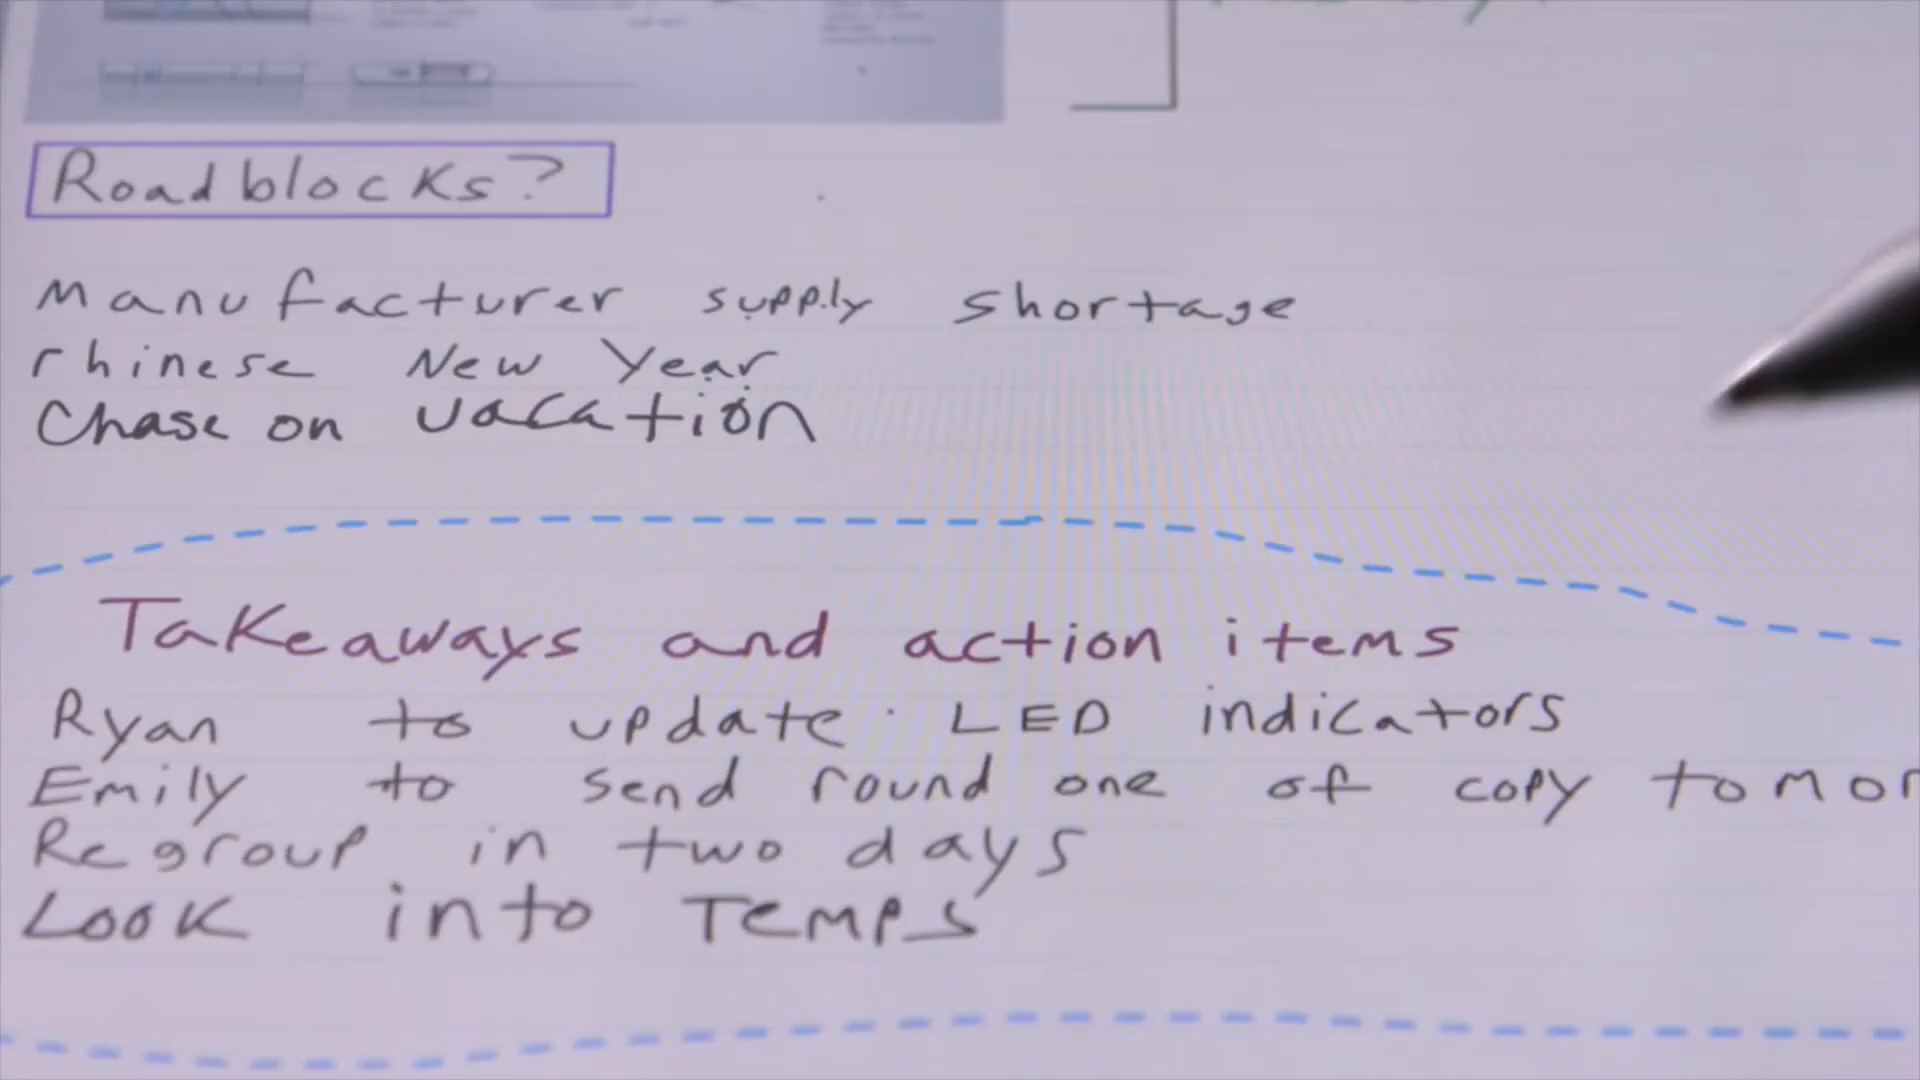 Roadblocks?
Manufacturer supply shortage
rhinese New Year
Chase on vacation
Takeaways and action items
Ryan to update LED indicators
Emily to send round one of copy tomor
Regroup in two days
Look into Temps